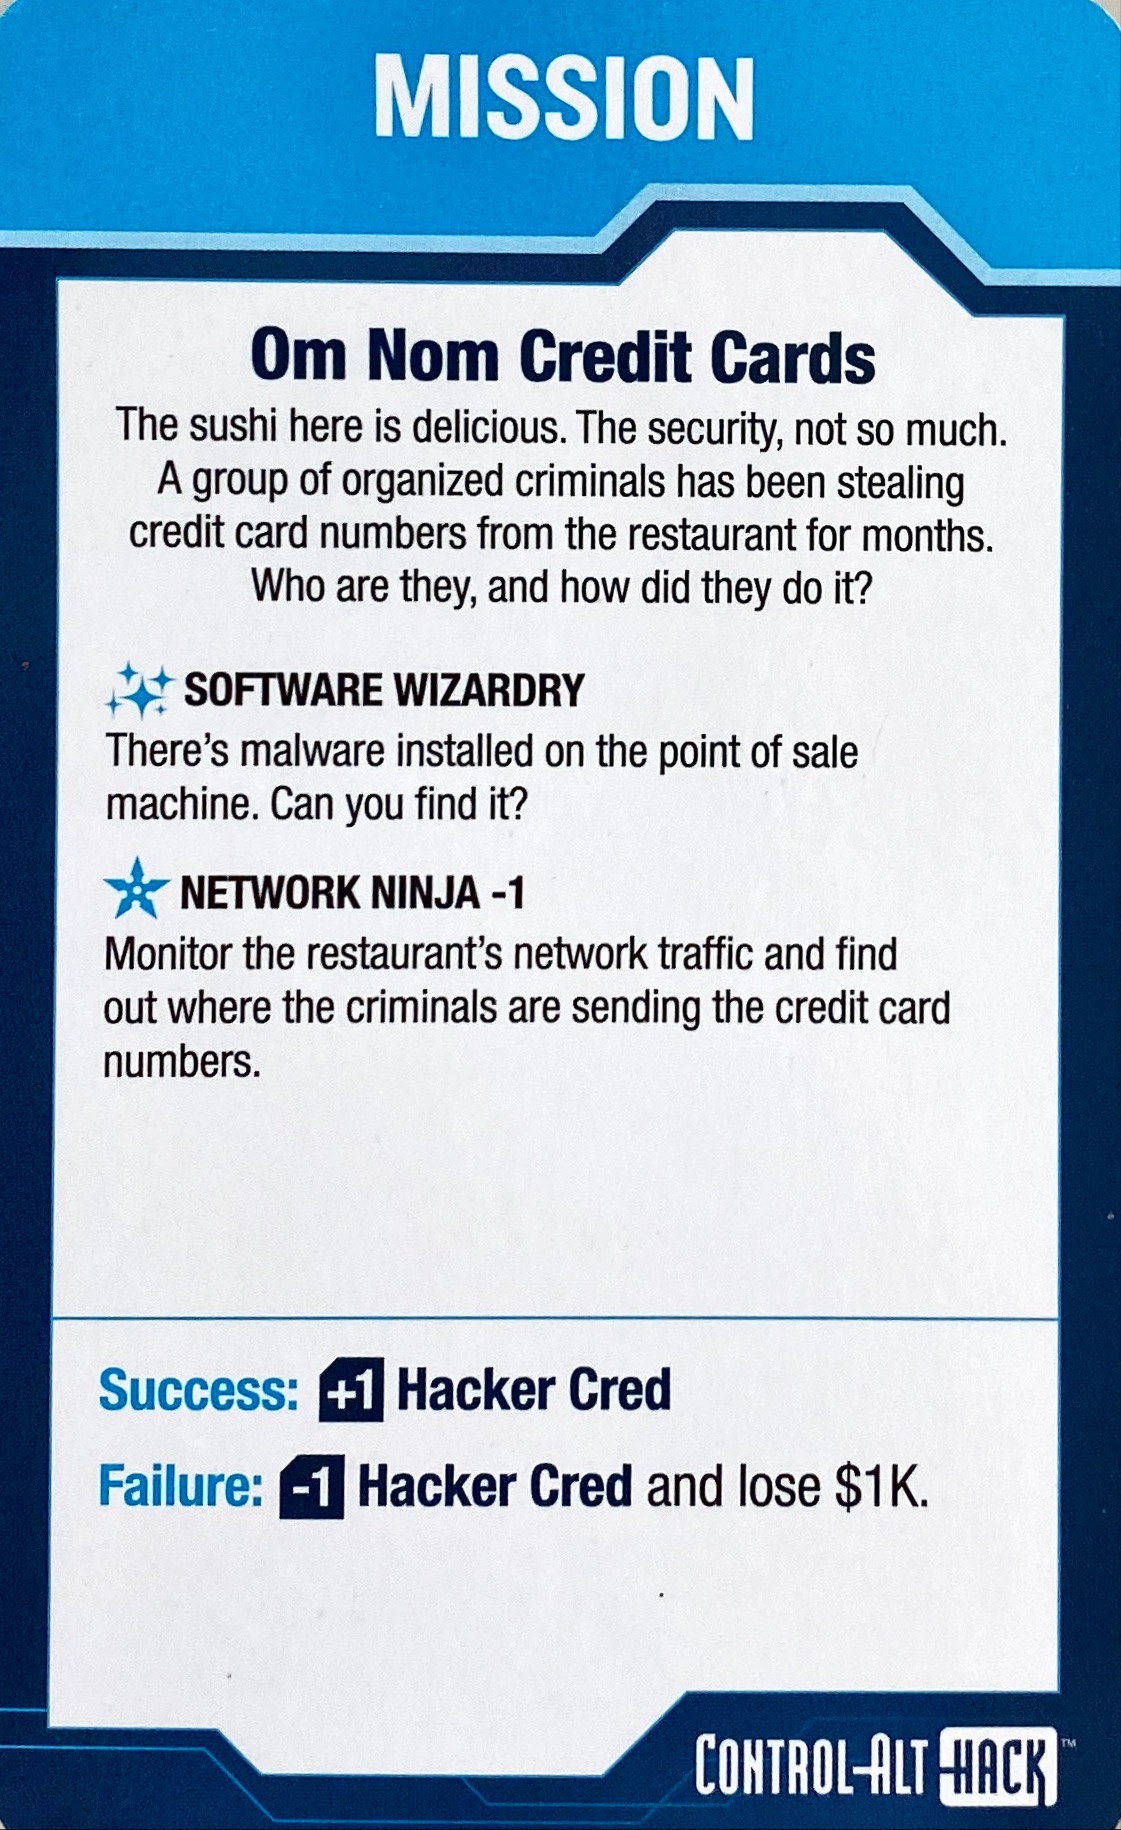 MISSION
Om Nom Credit Cards
The sushi here is delicious. The security, not so much.
A group of organized criminals has been stealing
credit card numbers from the restaurant for months.
Who are they, and how did they do it?
SOFTWARE WIZARDRY
There's malware installed on the point of sale
machine. Can you find it?
NETWORK NINJA -1
Monitor the restaurant's network traffic and find
out where the criminals are sending the credit card
numbers.
Success: +1 Hacker Cred
Failure: -1 Hacker Cred and lose $1K.
CONTROL-ALT-HACK™